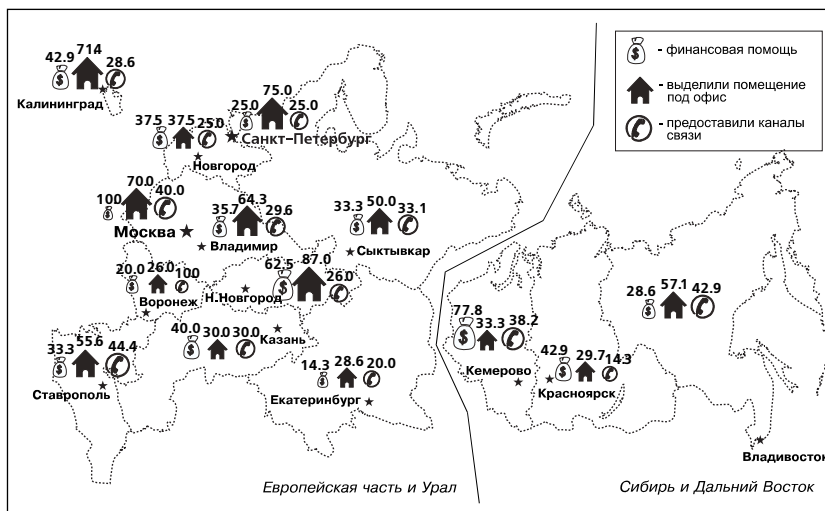 42.9 714 28.6
Калининград
75.0
25.0 25.0
Санкт-Петербург
37.5 37.5 25.0
Новгород
70.0
100 40.0
Москва
64.3
35.7 29.6
Владимир
50.0
33.3 33.1
Сыктывкар
20.0 26.0 100
Воронеж
87.0
62.5 26.0
Н.Новгород
40.0 30.0 30.0
Казань
55.6
33.3 44.4
Ставрополь
14.3 28.6 20.0
Екатеринбург
77.8
33.3 38.2
Кемерово
42.9 29.7 14.3
Красноярск
28.6 57.1 42.9
Владивосток
- финансовая помощь
- выделили помещение
под офис
- предоставили каналы
связи
Европейская часть и Урал
Сибирь и Дальний Восток